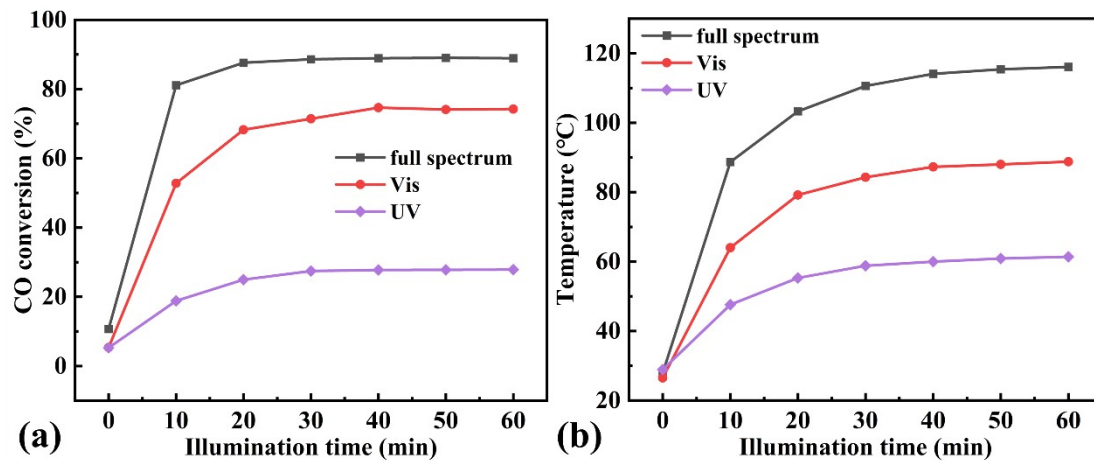 100
80
60
40
20
0
CO conversion (%)
full spectrum
Vis
UV
0 10 20 30 40 50 60
Illumination time (min)
(a)
120
100
80
60
40
20
Temperature (°C)
full spectrum
Vis
UV
0 10 20 30 40 50 60
Illumination time (min)
(b)